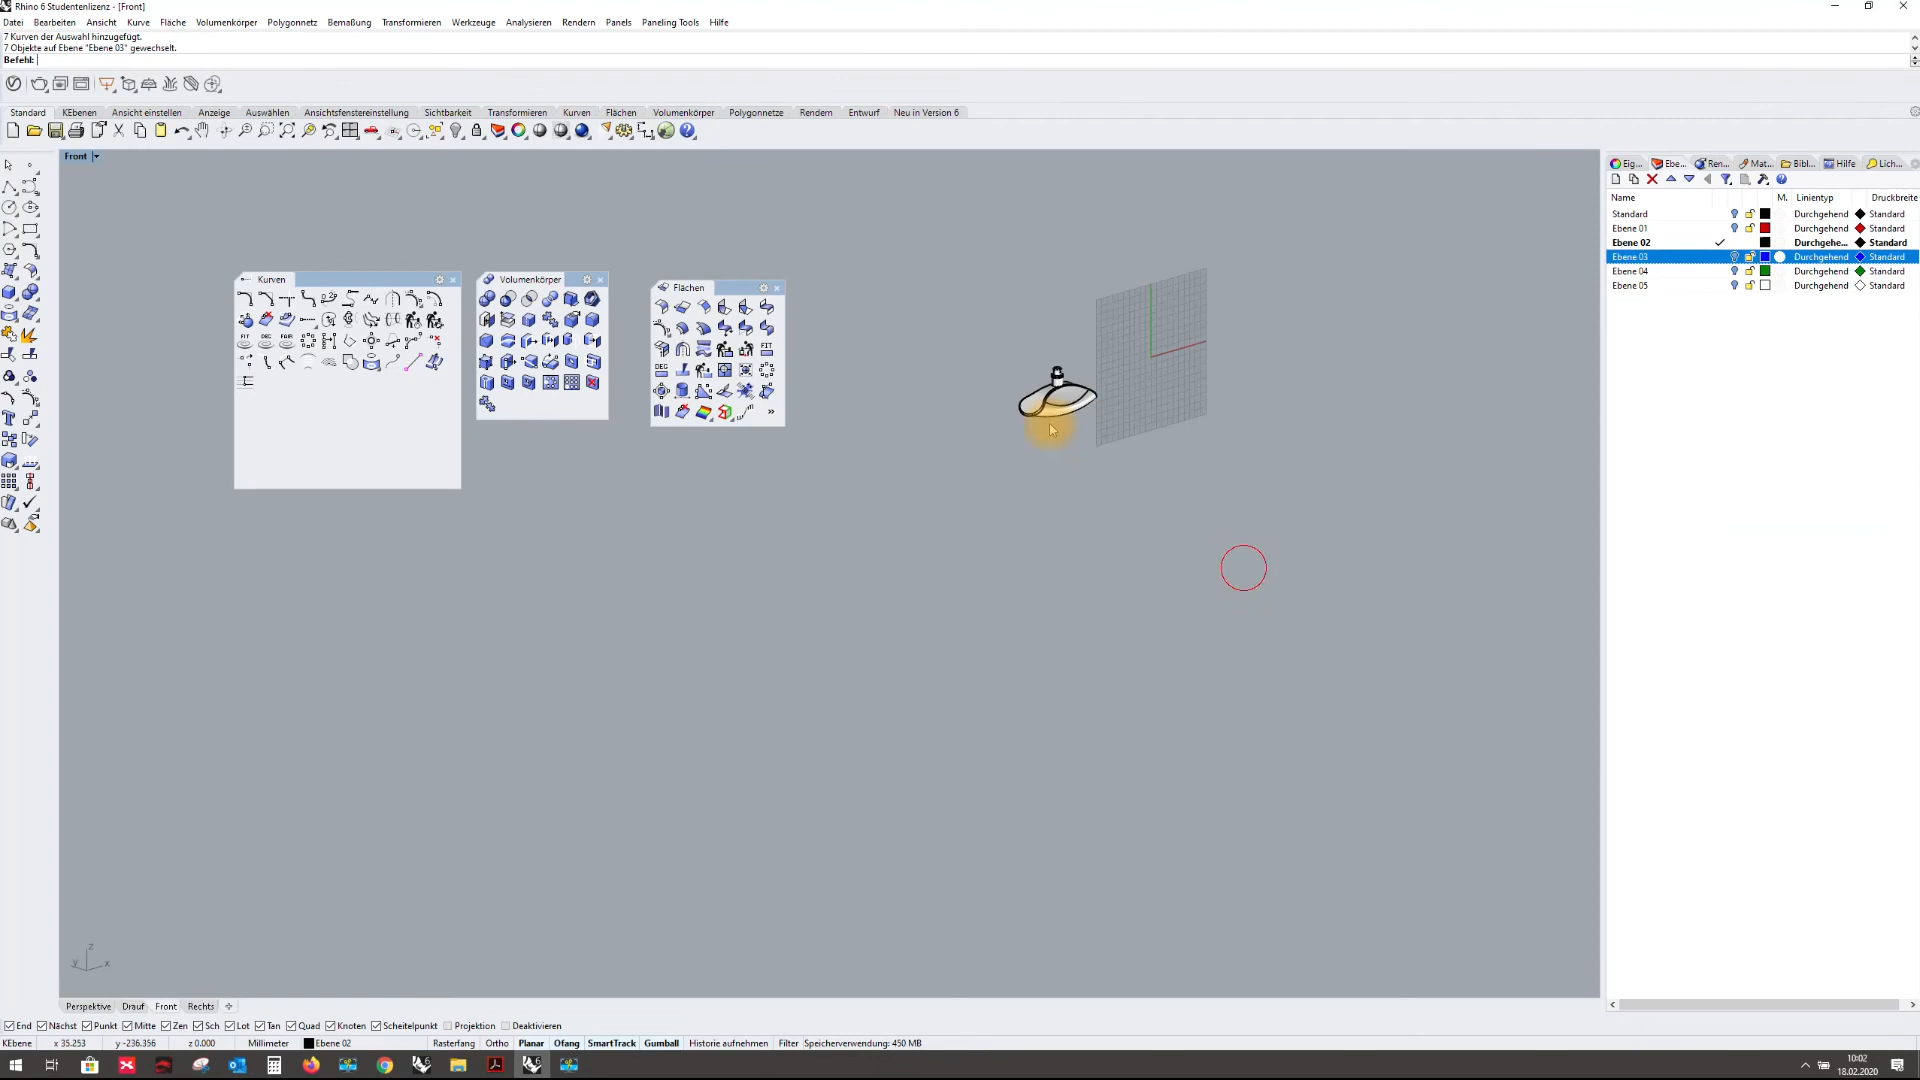 Rhino 6 Studentenlizenz - [Front]
Datei Bearbeiten Ansicht Kurve Fläche Volumenkörper Polygonnetz Bemaßung Transformieren Werkzeuge Analysieren Rendern Panels Paneling Tools Hilfe
7 Kurven der Auswahl hinzugefügt.
7 Objekte auf Ebene "Ebene 03" gewechselt.
Befehl:
Standard KEbenen Ansicht einstellen Anzeige Auswählen Ansichtsfenstereinstellung Sichtbarkeit Transformieren Kurven Flächen Volumenkörper Polygonnetze Rendern Entwurf Neu in Version 6
Front
Eig... Ebe... Ren... Mat... Bibl... Hilfe Lich...
Name M. Linientyp Druckbreite
Standard Durchgehend Standard
Ebene 01 Durchgehend Standard
Ebene 02 Durchgehe... Standard
Ebene 03 Durchgehend Standard
Ebene 04 Durchgehend Standard
Ebene 05 Durchgehend Standard
Kurven
FIT DEG FAIR
Volumenkörper
Flächen
FIT
DEG
z
y x
Perspektive Drauf Front Rechts
End Nächst Punkt Mitte Zen Sch Lot Tan Quad Knoten Scheitelpunkt Projektion Deaktivieren
KEbene x 35.253 y -236.356 z 0.000 Millimeter Ebene 02 Rasterfang Ortho Planar Ofang SmartTrack Gumball Historie aufnehmen Filter Speicherverwendung: 450 MB
10:02
18.02.2020